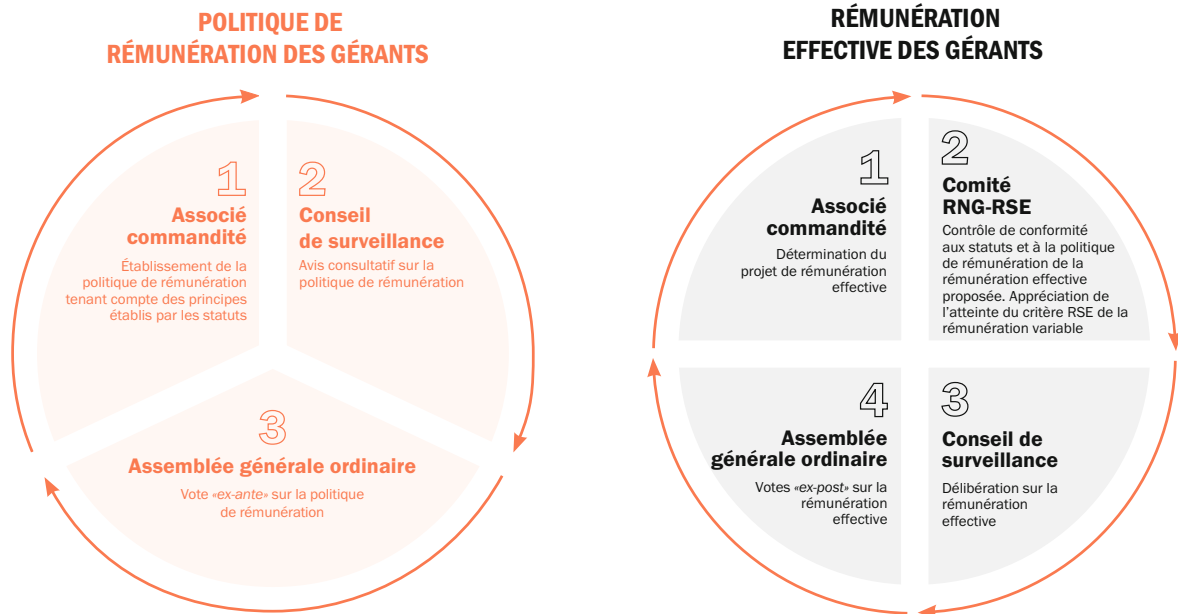 POLITIQUE DE
RÉMUNÉRATION DES GÉRANTS
1
Associé
commandité
Établissement de la
politique de rémunération
tenant compte des principes
établis par les statuts
2
Conseil
de surveillance
Avis consultatif sur la
politique de rémunération
3
Assemblée générale ordinaire
Vote «ex-ante» sur la politique
de rémunération
RÉMUNÉRATION
EFFECTIVE DES GÉRANTS
1
Associé
commandité
Détermination du
projet de rémunération
effective
2
Comité
RNG-RSE
Contrôle de conformité
aux statuts et à la politique
de rémunération de la
rémunération effective
proposée. Appréciation de
l'atteinte du critère RSE de la
rémunération variable
3
Conseil de
surveillance
Délibération sur la
rémunération
effective
4
Assemblée
générale ordinaire
Votes «ex-post» sur la
rémunération
effective